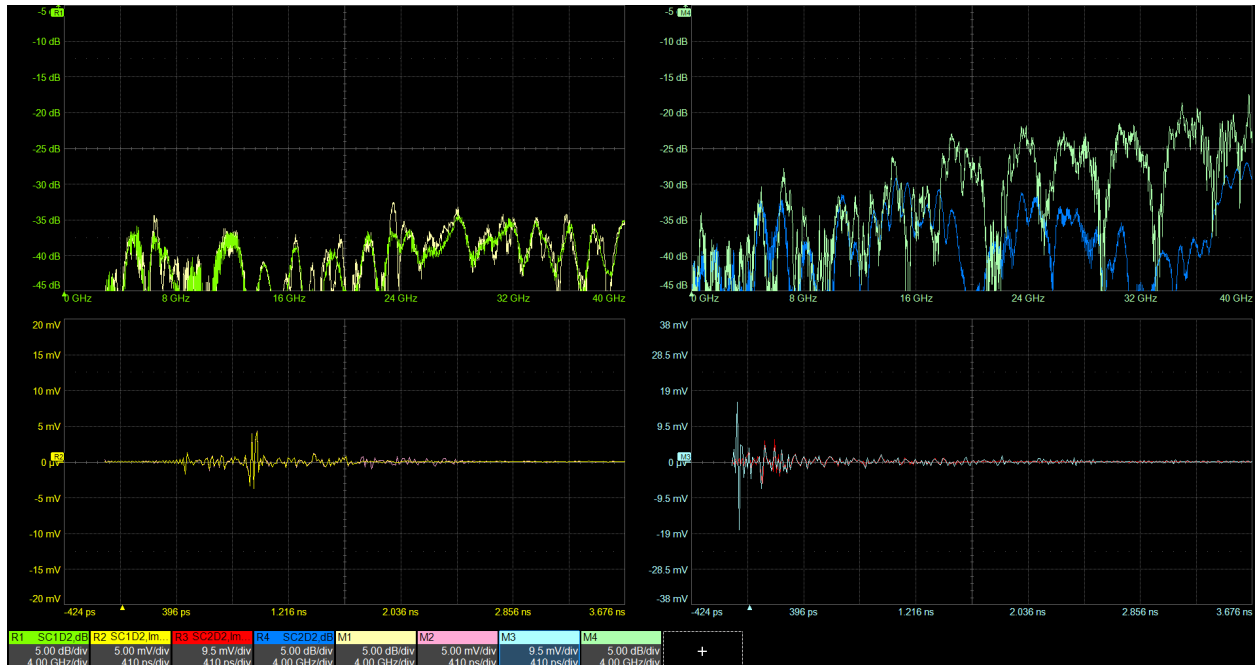 -5 dB R1
-10 dB
-15 dB
-20 dB
-25 dB
-30 dB
-35 dB
-40 dB
-45 dB
0 GHz 8 GHz 16 GHz 24 GHz 32 GHz 40 GHz
-5 dB M4
-10 dB
-15 dB
-20 dB
-25 dB
-30 dB
-35 dB
-40 dB
-45 dB
0 GHz 8 GHz 16 GHz 24 GHz 32 GHz 40 GHz
20 mV
15 mV
10 mV
5 mV
0 µV R2
-5 mV
-10 mV
-15 mV
-20 mV
-424 ps 396 ps 1.216 ns 2.036 ns 2.856 ns 3.676 ns
38 mV
28.5 mV
19 mV
9.5 mV
0 µV M3
-9.5 mV
-19 mV
-28.5 mV
-38 mV
-424 ps 396 ps 1.216 ns 2.036 ns 2.856 ns 3.676 ns
R1 SC1D2,dB R2 SC1D2,Im... R3 SC2D2,Im... R4 SC2D2,dB M1 M2 M3 M4
5.00 dB/div 5.00 mV/div 9.5 mV/div 5.00 dB/div 5.00 dB/div 5.00 mV/div 9.5 mV/div 5.00 dB/div +
4.00 GHz/div 410 ps/div 410 ps/div 4.00 GHz/div 4.00 GHz/div 410 ps/div 410 ps/div 4.00 GHz/div